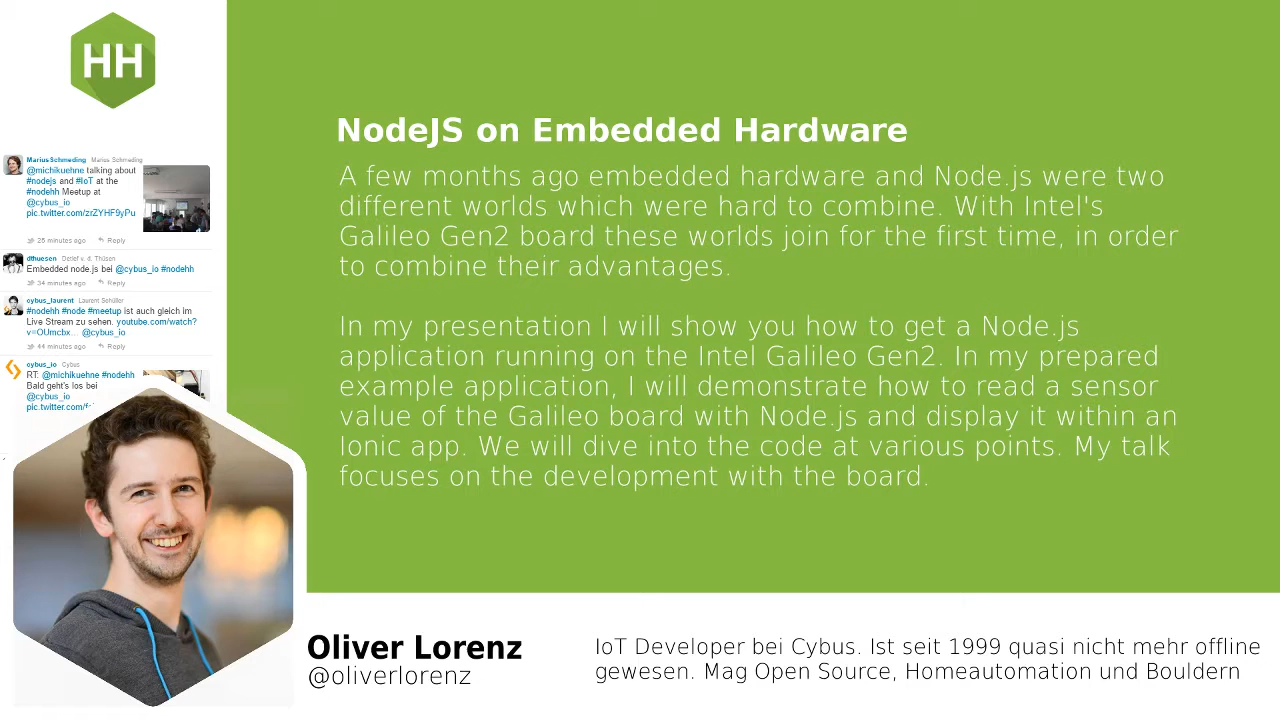 HH
MariusSchmeding Marius Schmeding
@michikuehne talking about
#nodejs and #IoT at the
#nodehh Meetup at
@cybus_io
pic.twitter.com/zrZYHF9yPu
25 minutes ago Reply
dthuesen Detlef v. d. Thüsen
Embedded node.js bei @cybus_io #nodehh
34 minutes ago Reply
cybus_laurent Laurent Schüller
#nodehh #node #meetup ist auch gleich im
Live Stream zu sehen. youtube.com/watch?
v=OUmcbx... @cybus_io
44 minutes ago Reply
cybus_io Cybus
RT: @michikuehne #nodehh
Bald geht's los bei
@cybus_io
NodeJS on Embedded Hardware
A few months ago embedded hardware and Node.js were two
different worlds which were hard to combine. With Intel's
Galileo Gen2 board these worlds join for the first time, in order
to combine their advantages.
In my presentation I will show you how to get a Node.js
application running on the Intel Galileo Gen2. In my prepared
example application, I will demonstrate how to read a sensor
value of the Galileo board with Node.js and display it within an
Ionic app. We will dive into the code at various points. My talk
focuses on the development with the board.
Oliver Lorenz
@oliverlorenz
IoT Developer bei Cybus. Ist seit 1999 quasi nicht mehr offline
gewesen. Mag Open Source, Homeautomation und Bouldern